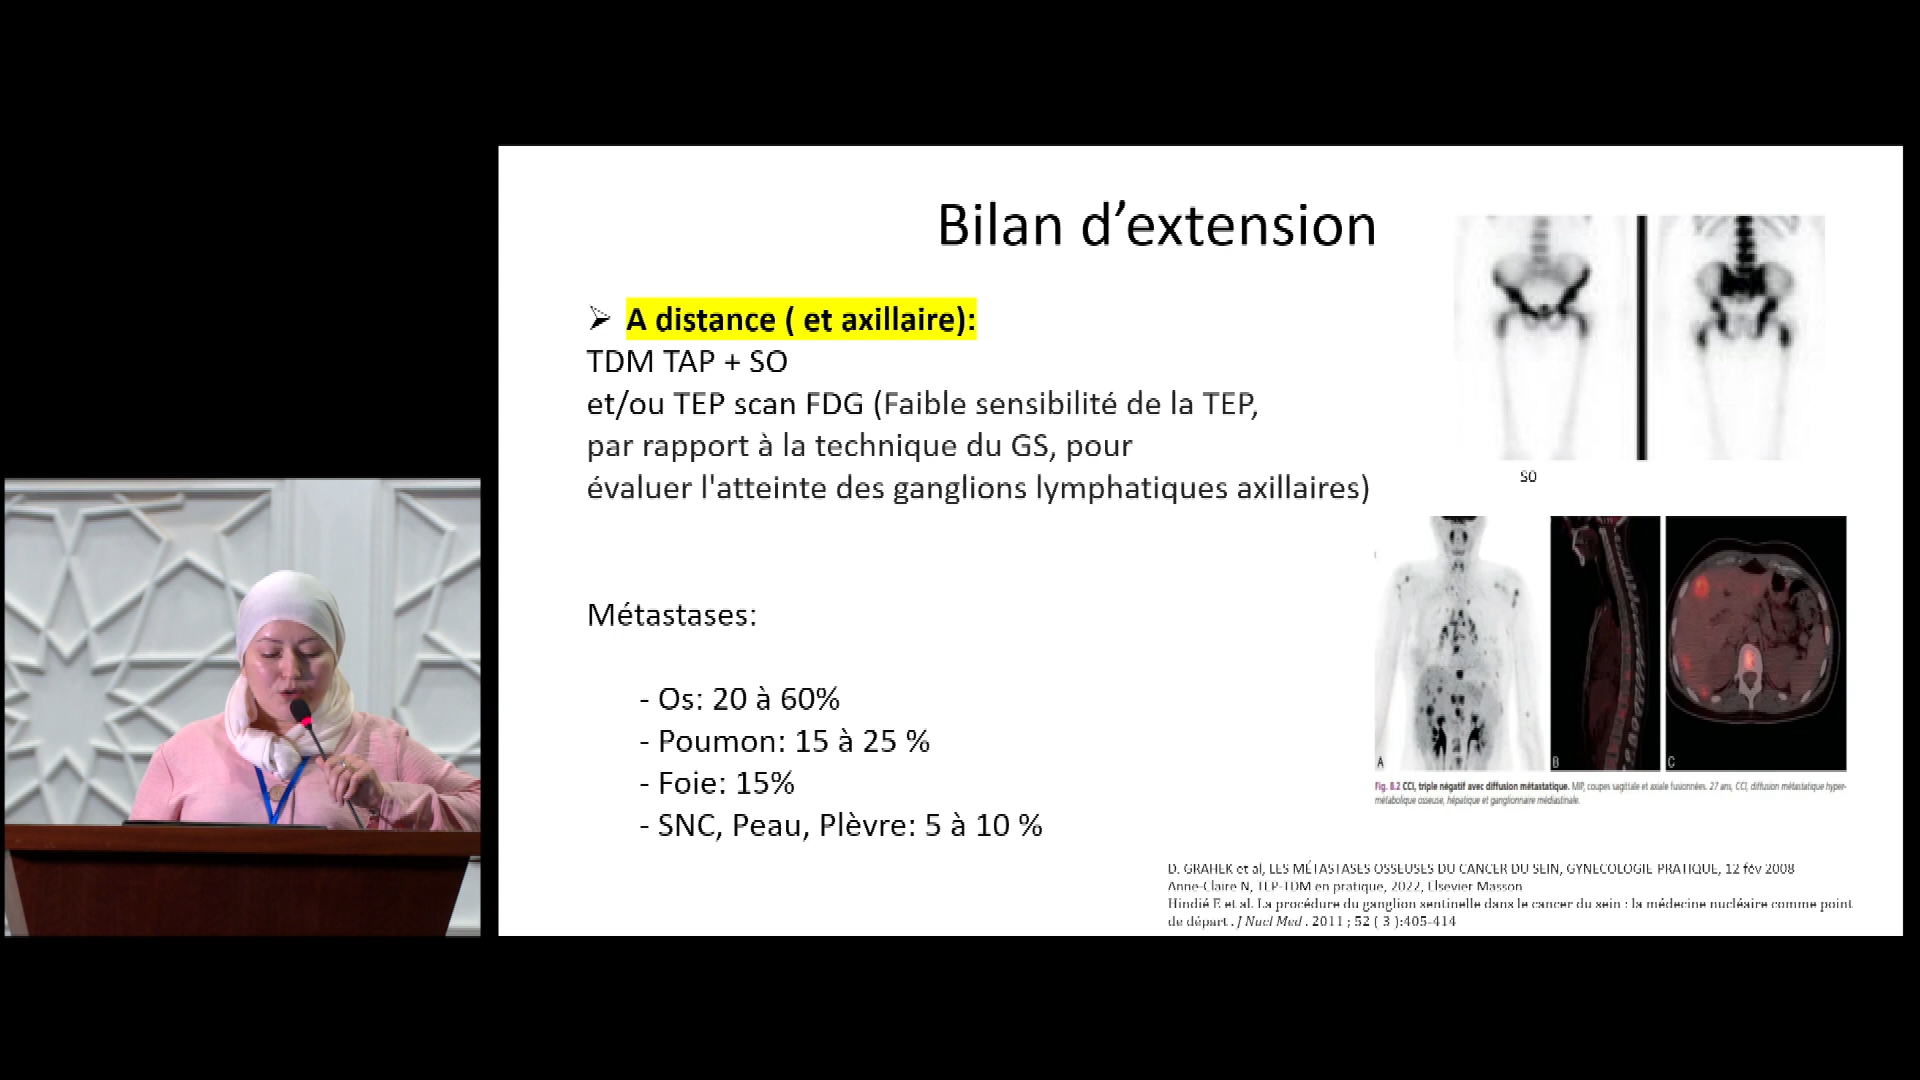 Bilan d’extension
➢ A distance ( et axillaire):
TDM TAP + SO
et/ou TEP scan FDG (Faible sensibilité de la TEP,
par rapport à la technique du GS, pour
évaluer l'atteinte des ganglions lymphatiques axillaires)
Métastases:
- Os: 20 à 60%
- Poumon: 15 à 25 %
- Foie: 15%
- SNC, Peau, Plèvre: 5 à 10 %
SO
A
B
C
Fig. 8.2 CCI, triple négatif avec diffusion métastatique. MIP, coupes sagittale et axiale fusionnées. 27 ans, CCI, diffusion métastatique hyper-
métabolique osseuse, hépatique et ganglionnaire médiastinale.
D. GRAHEK et al, LES MÉTASTASES OSSEUSES DU CANCER DU SEIN, GYNECOLOGIE PRATIQUE, 12 fév 2008
Anne-Claire N, TEP-TDM en pratique, 2022, Elsevier Masson
Hindié E et al. La procédure du ganglion sentinelle dans le cancer du sein : la médecine nucléaire comme point
de départ . J Nucl Med . 2011 ; 52 ( 3 ):405-414